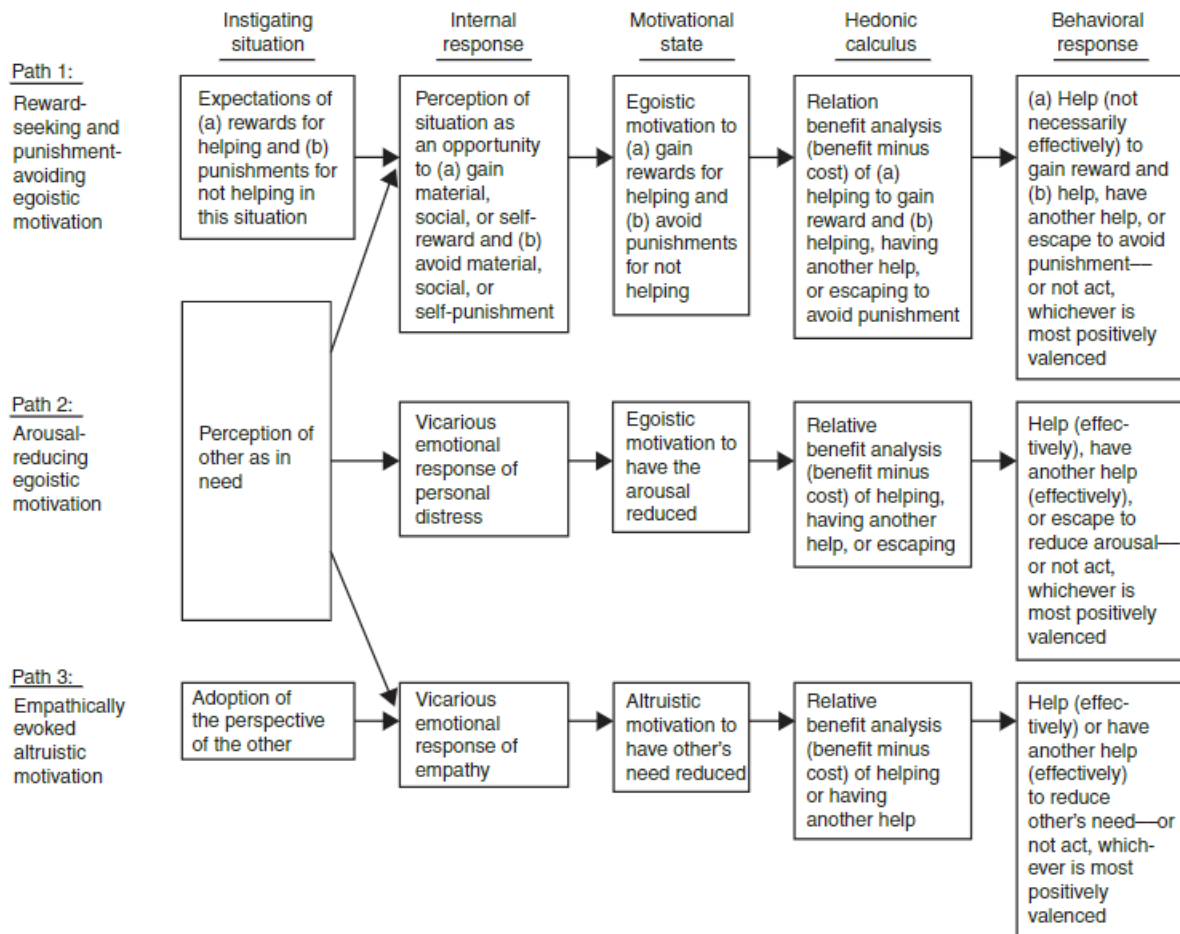 Instigating
situation
Internal
response
Motivational
state
Hedonic
calculus
Behavioral
response
Path 1:
Reward-
seeking and
punishment-
avoiding
egoistic
motivation
Expectations of
(a) rewards for
helping and (b)
punishments for
not helping in
this situation
Perception of
situation as
an opportunity
to (a) gain
material,
social, or self-
reward and (b)
avoid material,
social, or
self-punishment
Egoistic
motivation to
(a) gain
rewards for
helping and
(b) avoid
punishments
for not
helping
Relation
benefit analysis
(benefit minus
cost) of (a)
helping to gain
reward and (b)
helping, having
another help,
or escaping to
avoid punishment
(a) Help (not
necessarily
effectively) to
gain reward and
(b) help, have
another help, or
escape to avoid
punishment—
or not act,
whichever is
most positively
valenced
Path 2:
Arousal-
reducing
egoistic
motivation
Perception of
other as in
need
Vicarious
emotional
response of
personal
distress
Egoistic
motivation to
have the
arousal
reduced
Relative
benefit analysis
(benefit minus
cost) of helping,
having another
help, or escaping
Help (effec-
tively), have
another help
(effectively),
or escape to
reduce arousal—
or not act,
whichever is
most positively
valenced
Path 3:
Empathically
evoked
altruistic
motivation
Adoption of
the perspective
of the other
Vicarious
emotional
response of
empathy
Altruistic
motivation to
have other's
need reduced
Relative
benefit analysis
(benefit minus
cost) of helping
or having
another help
Help (effec-
tively) or have
another help
(effectively)
to reduce
other's need—or
not act, which-
ever is most
positively
valenced